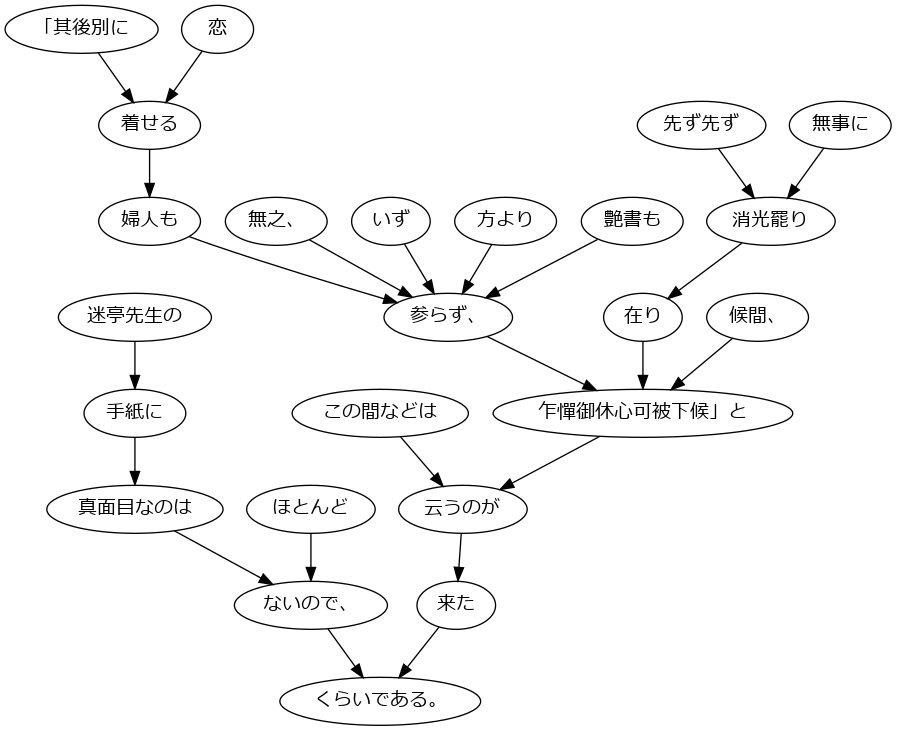 「其後別に
恋
着せる
先ず先ず
無事に
婦人も
無之、
いず
方より
艶書も
消光罷り
迷亭先生の
参らず、
在り
候間、
手紙に
この間などは
乍憚御休心可被下候」と
真面目なのは
ほとんど
云うのが
ないので、
来た
くらいである。